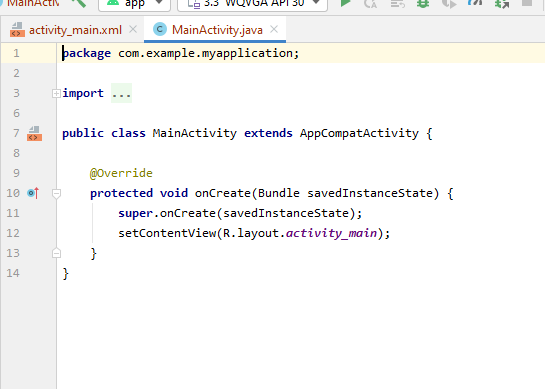 MainActiv app 3.3 WQVGA API 30
activity_main.xml MainActivity.java
1 package com.example.myapplication;
2
3 import ...
6
7 public class MainActivity extends AppCompatActivity {
8
9 @Override
10 protected void onCreate(Bundle savedInstanceState) {
11 super.onCreate(savedInstanceState);
12 setContentView(R.layout.activity_main);
13 }
14 }